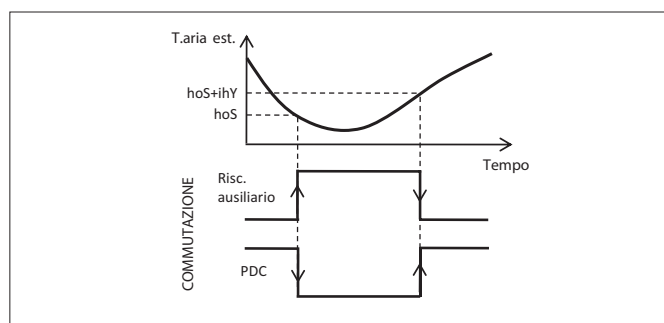 T.aria est.
hoS+ihY
hoS
Tempo
Risc.
ausiliario
COMMUTAZIONE
PDC